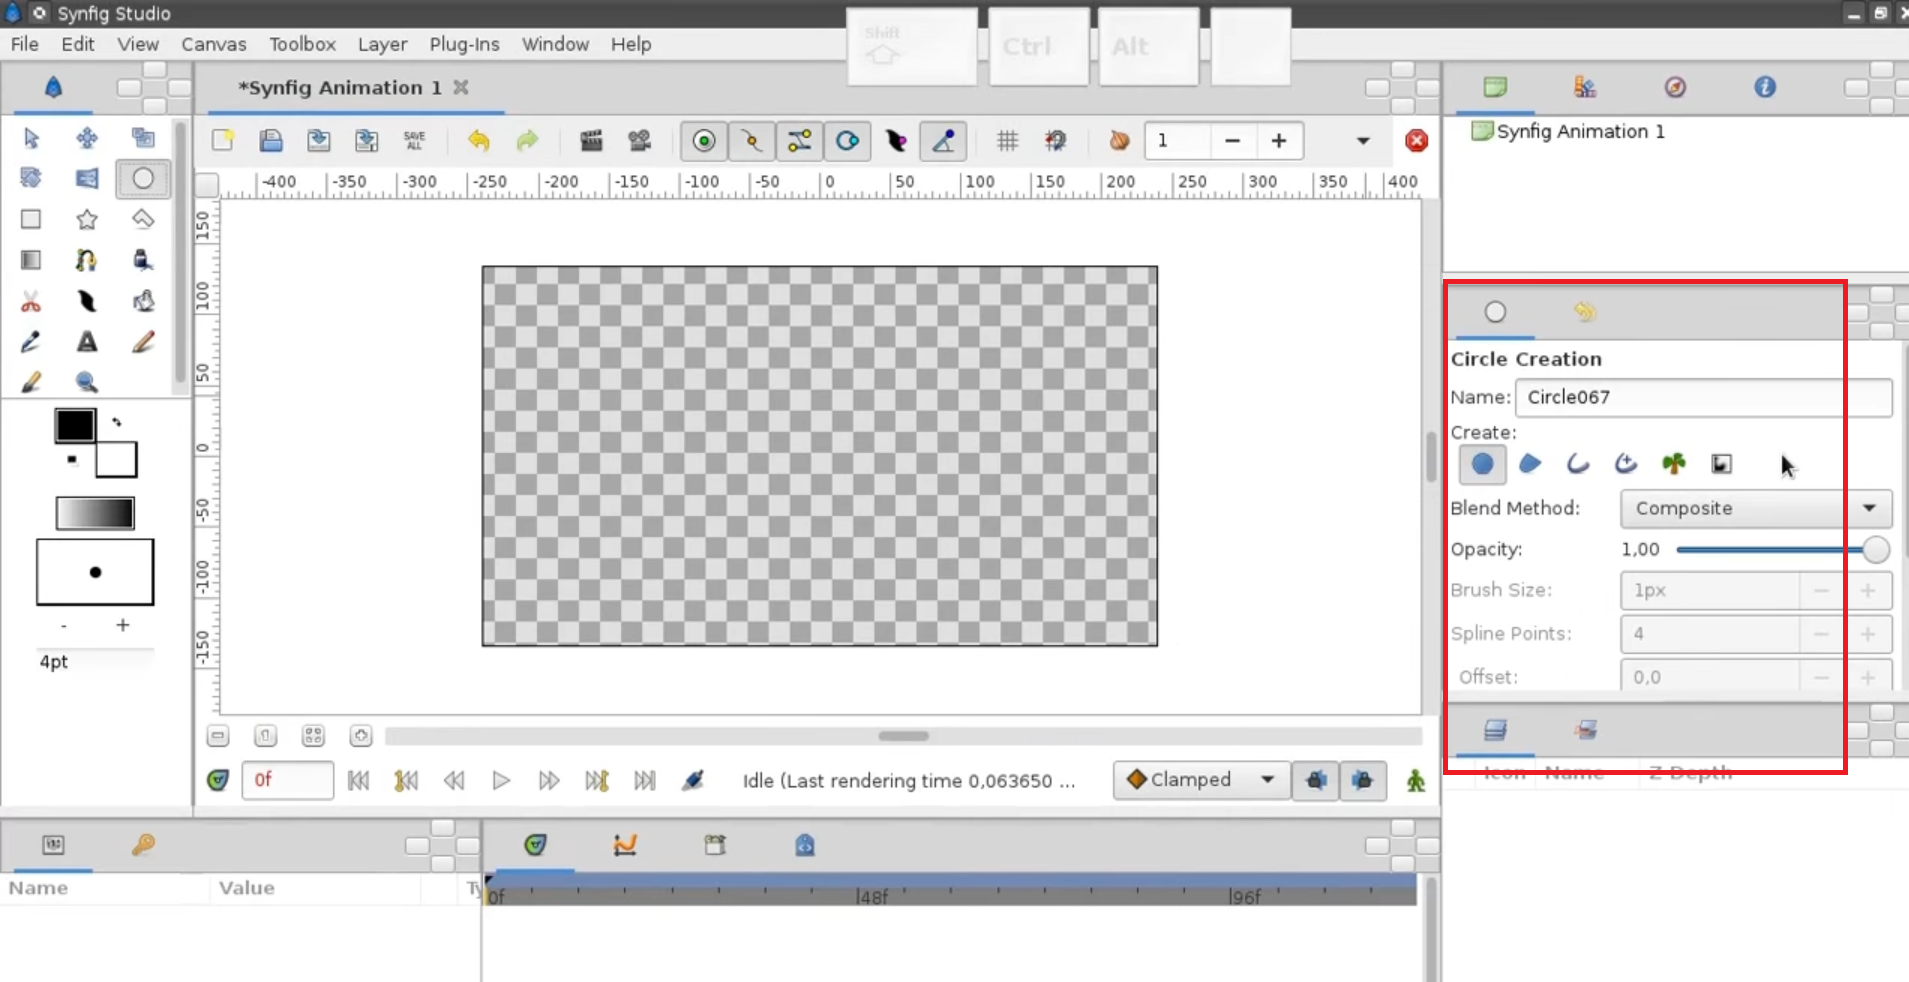 Synfig Studio
File Edit View Canvas Toolbox Layer Plug-Ins Window Help
Shift
Ctrl
Alt
*Synfig Animation 1
SAVE ALL
1
-400 -350 -300 -250 -200 -150 -100 -50 0 50 100 150 200 250 300 350 400
150
100
50
0
-50
-100
-150
4pt
0f
Idle (Last rendering time 0,063650 ...
Clamped
Name Value Ty
0f 48f 96f
Synfig Animation 1
Circle Creation
Name: Circle067
Create:
Blend Method: Composite
Opacity: 1,00
Brush Size: 1px
Spline Points: 4
Offset: 0,0
Icon Name Z Depth